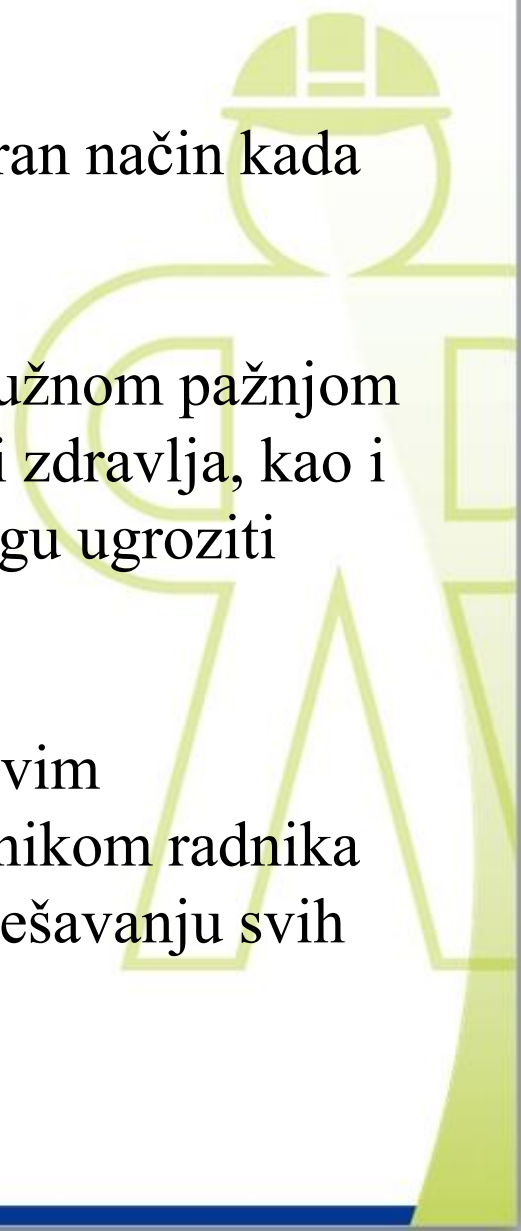 ran način kada
užnom pažnjom
i zdravlja, kao i
gu ugroziti
vim
nikom radnika
ešavanju svih